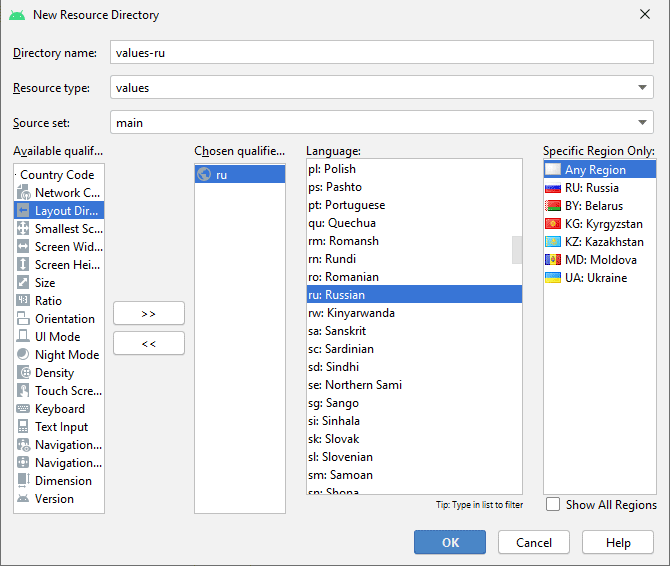 New Resource Directory
Directory name: values-ru
Resource type: values
Source set: main
Available qualif...
Country Code
Network C...
Layout Dir...
Smallest Sc...
Screen Wid...
Screen Hei...
Size
Ratio
Orientation
UI Mode
Night Mode
Density
Touch Scre...
Keyboard
Text Input
Navigation...
Navigation...
Dimension
Version
>>
<<
Chosen qualifie...
ru
Language:
pl: Polish
ps: Pashto
pt: Portuguese
qu: Quechua
rm: Romansh
rn: Rundi
ro: Romanian
ru: Russian
rw: Kinyarwanda
sa: Sanskrit
sc: Sardinian
sd: Sindhi
se: Northern Sami
sg: Sango
si: Sinhala
sk: Slovak
sl: Slovenian
sm: Samoan
sn: Shona
Tip: Type in list to filter
Specific Region Only:
Any Region
RU: Russia
BY: Belarus
KG: Kyrgyzstan
KZ: Kazakhstan
MD: Moldova
UA: Ukraine
Show All Regions
OK
Cancel
Help